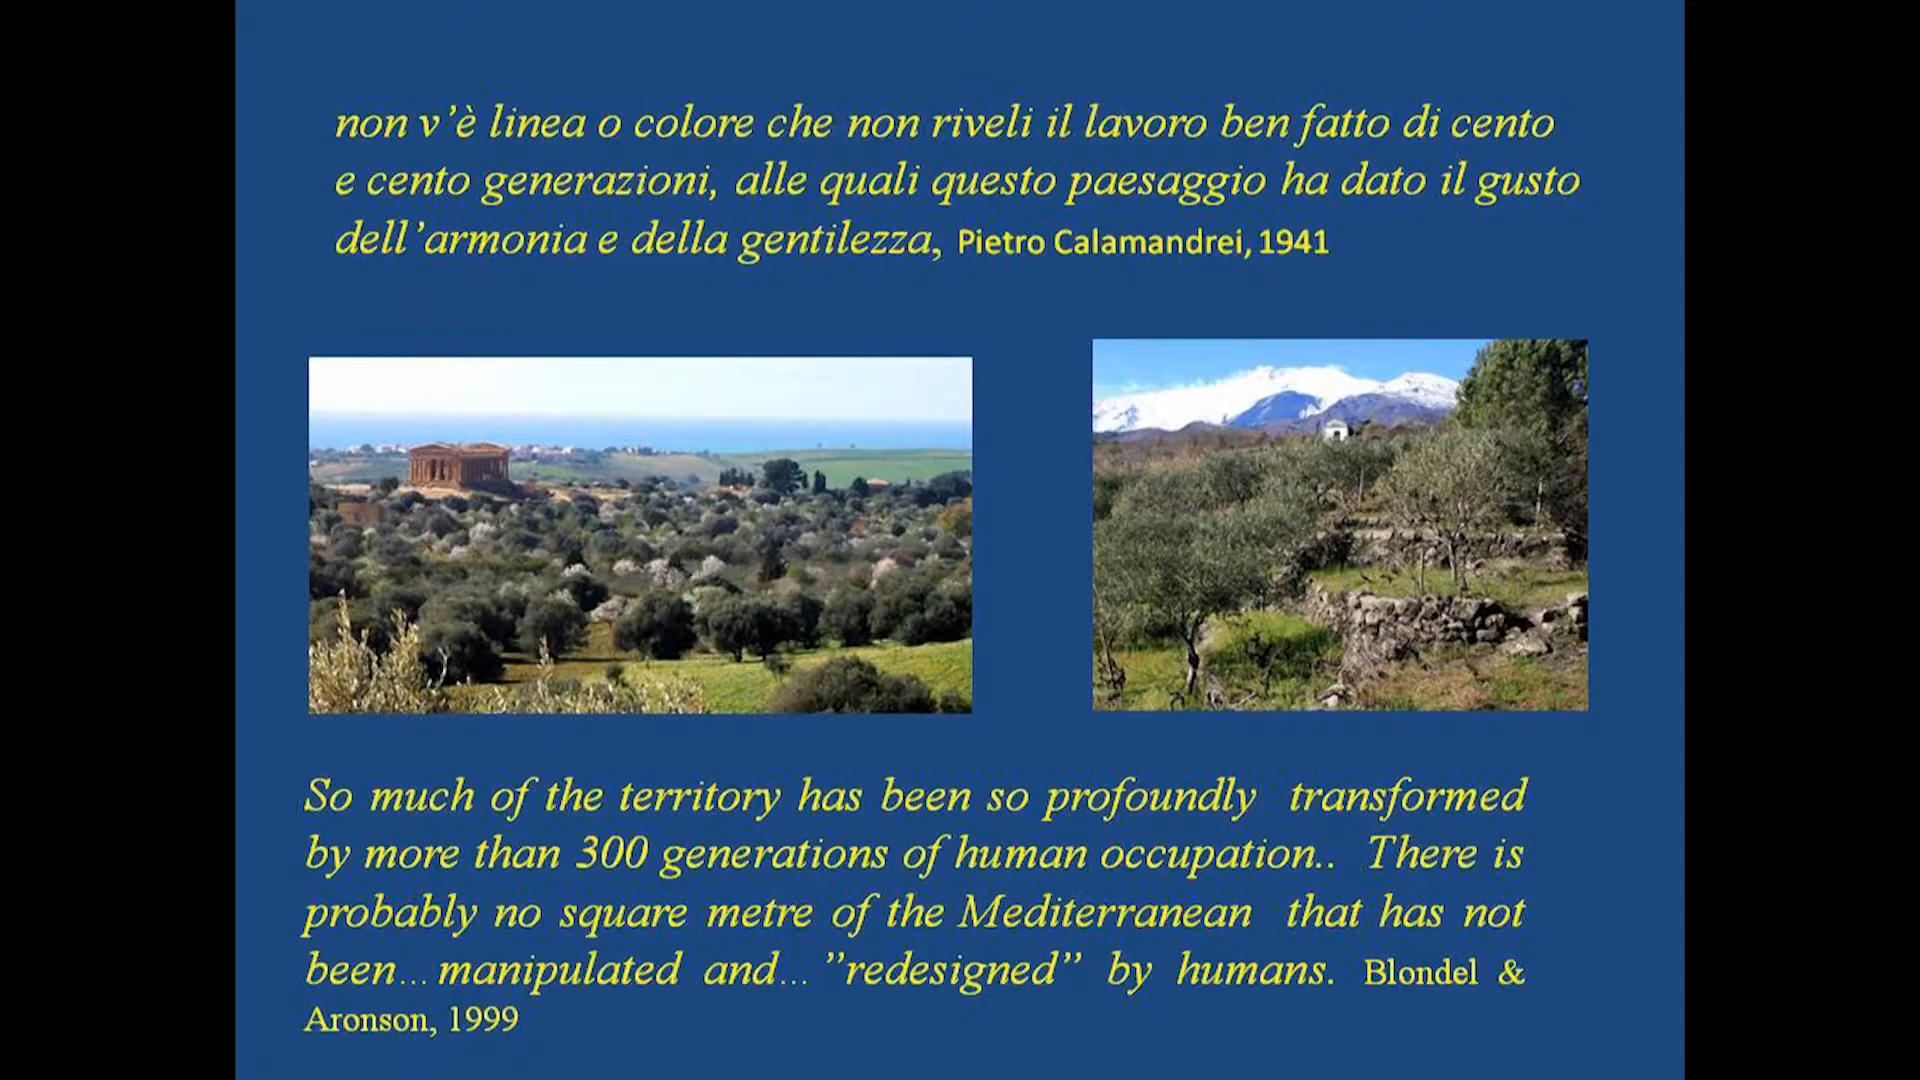 non v’è linea o colore che non riveli il lavoro ben fatto di cento
e cento generazioni, alle quali questo paesaggio ha dato il gusto
dell’armonia e della gentilezza, Pietro Calamandrei, 1941
So much of the territory has been so profoundly transformed
by more than 300 generations of human occupation.. There is
probably no square metre of the Mediterranean that has not
been… manipulated and… ”redesigned” by humans. Blondel &
Aronson, 1999